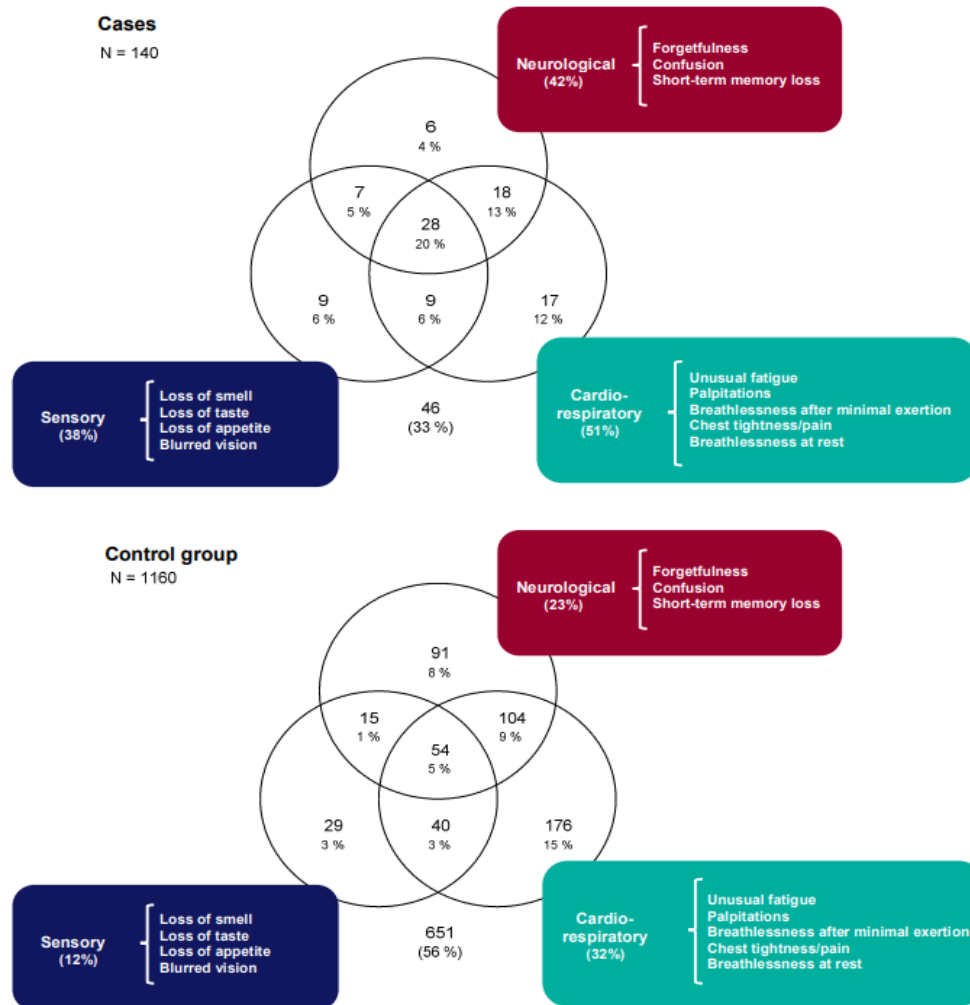 Cases
N = 140
Neurological
(42%)
Forgetfulness
Confusion
Short-term memory loss
6
4 %
7
5 %
18
13 %
28
20 %
9
6 %
9
6 %
17
12 %
Sensory
(38%)
Loss of smell
Loss of taste
Loss of appetite
Blurred vision
46
(33 %)
Cardio-
respiratory
(51%)
Unusual fatigue
Palpitations
Breathlessness after minimal exertion
Chest tightness/pain
Breathlessness at rest
Control group
N = 1160
Neurological
(23%)
Forgetfulness
Confusion
Short-term memory loss
91
8 %
15
1 %
104
9 %
54
5 %
29
3 %
40
3 %
176
15 %
Sensory
(12%)
Loss of smell
Loss of taste
Loss of appetite
Blurred vision
651
(56 %)
Cardio-
respiratory
(32%)
Unusual fatigue
Palpitations
Breathlessness after minimal exertion
Chest tightness/pain
Breathlessness at rest